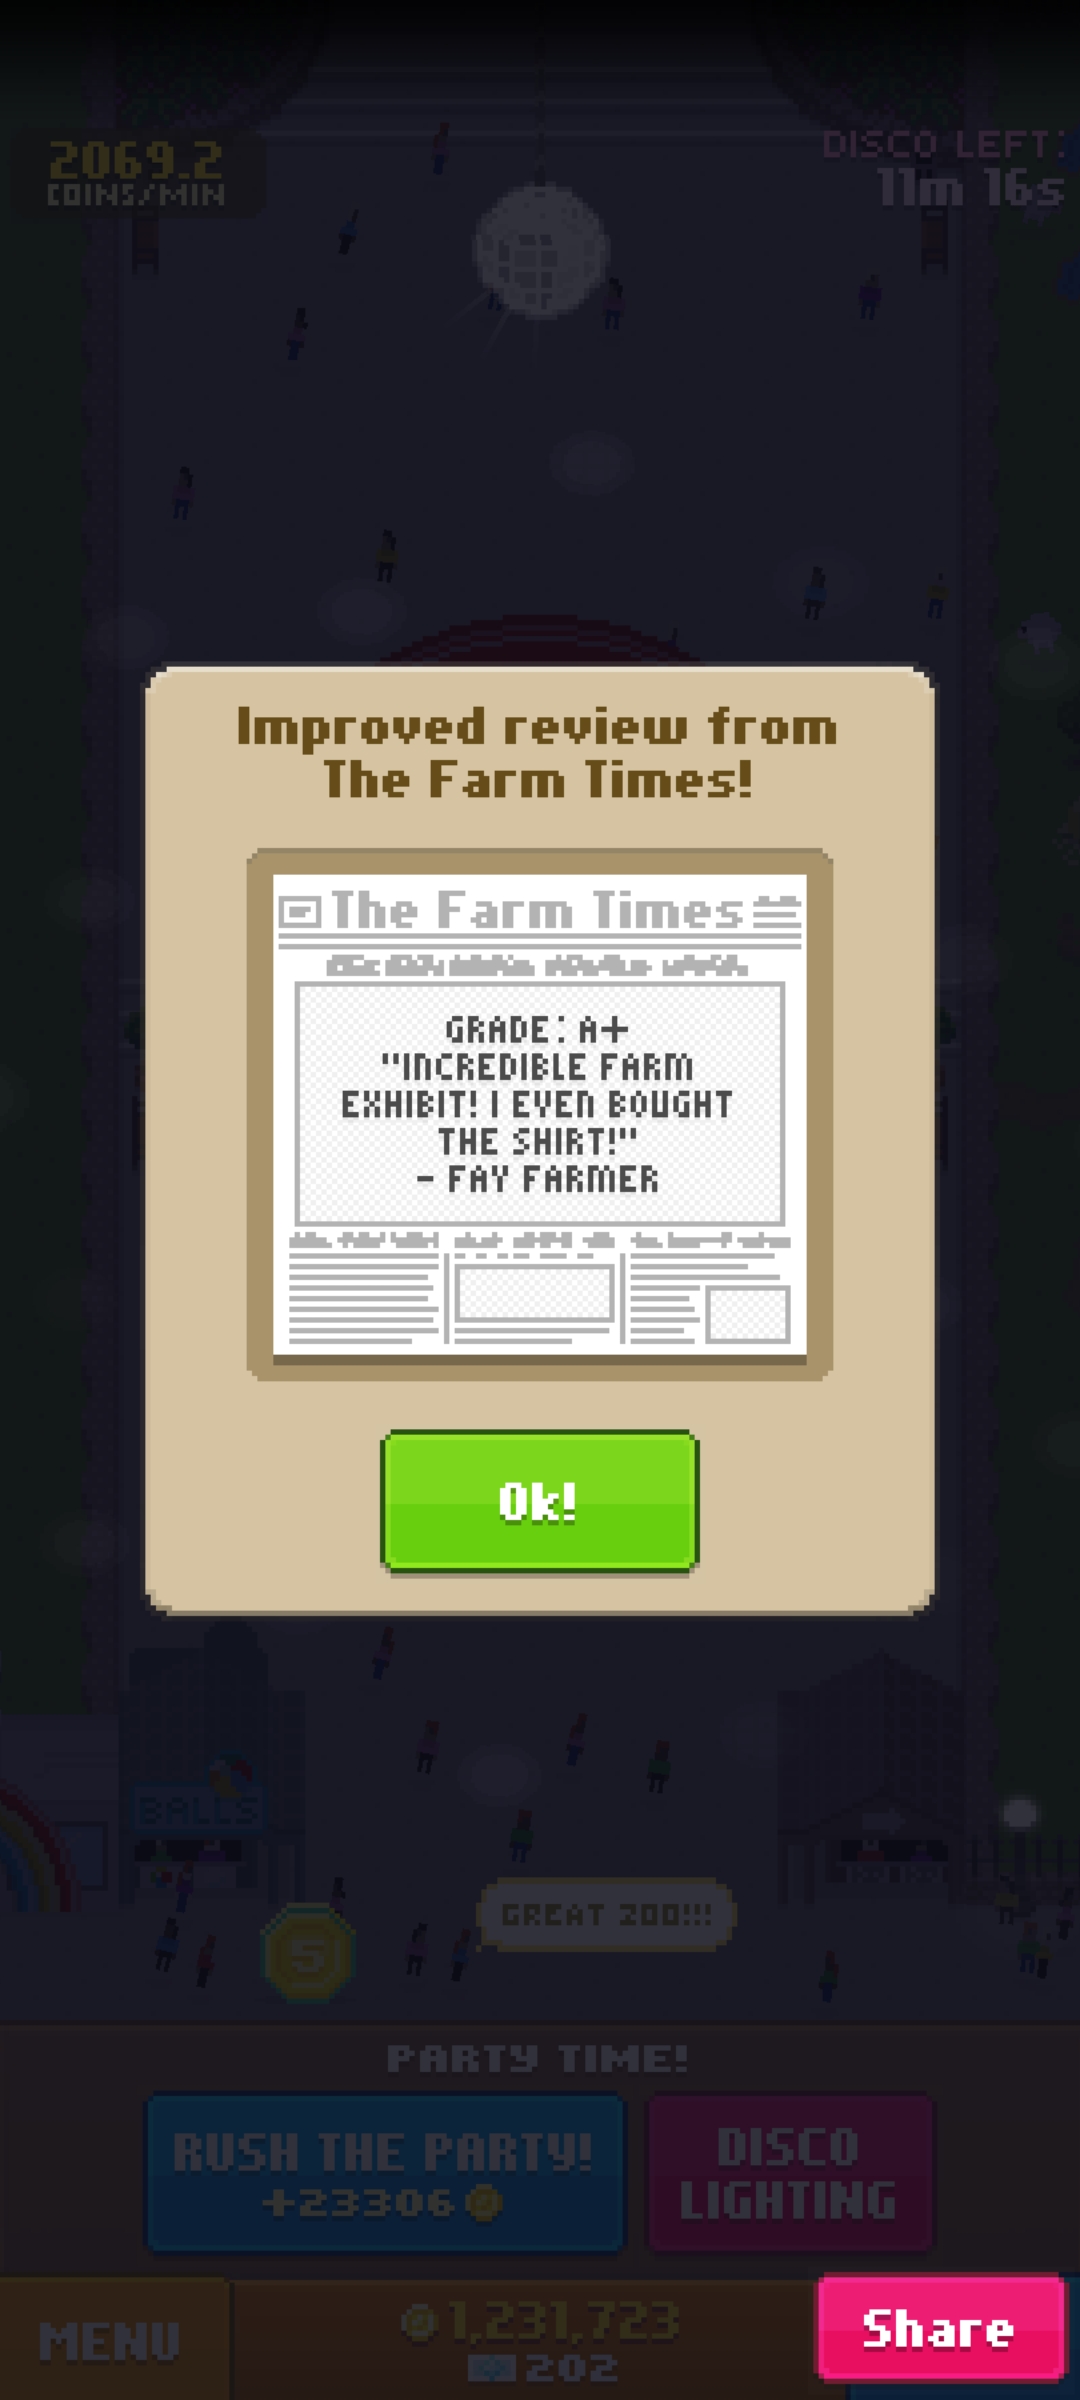 2069.2
COINS/MIN
DISCO LEFT:
11m 16s
Improved review from
The Farm Times!
The Farm Times
GRADE: A+
"INCREDIBLE FARM
EXHIBIT! I EVEN BOUGHT
THE SHIRT!"
- FAY FARMER
Ok!
BALLS
GREAT ZOO!!!
5
PARTY TIME!
RUSH THE PARTY!
+23306
DISCO
LIGHTING
MENU
1,231,723
202
Share